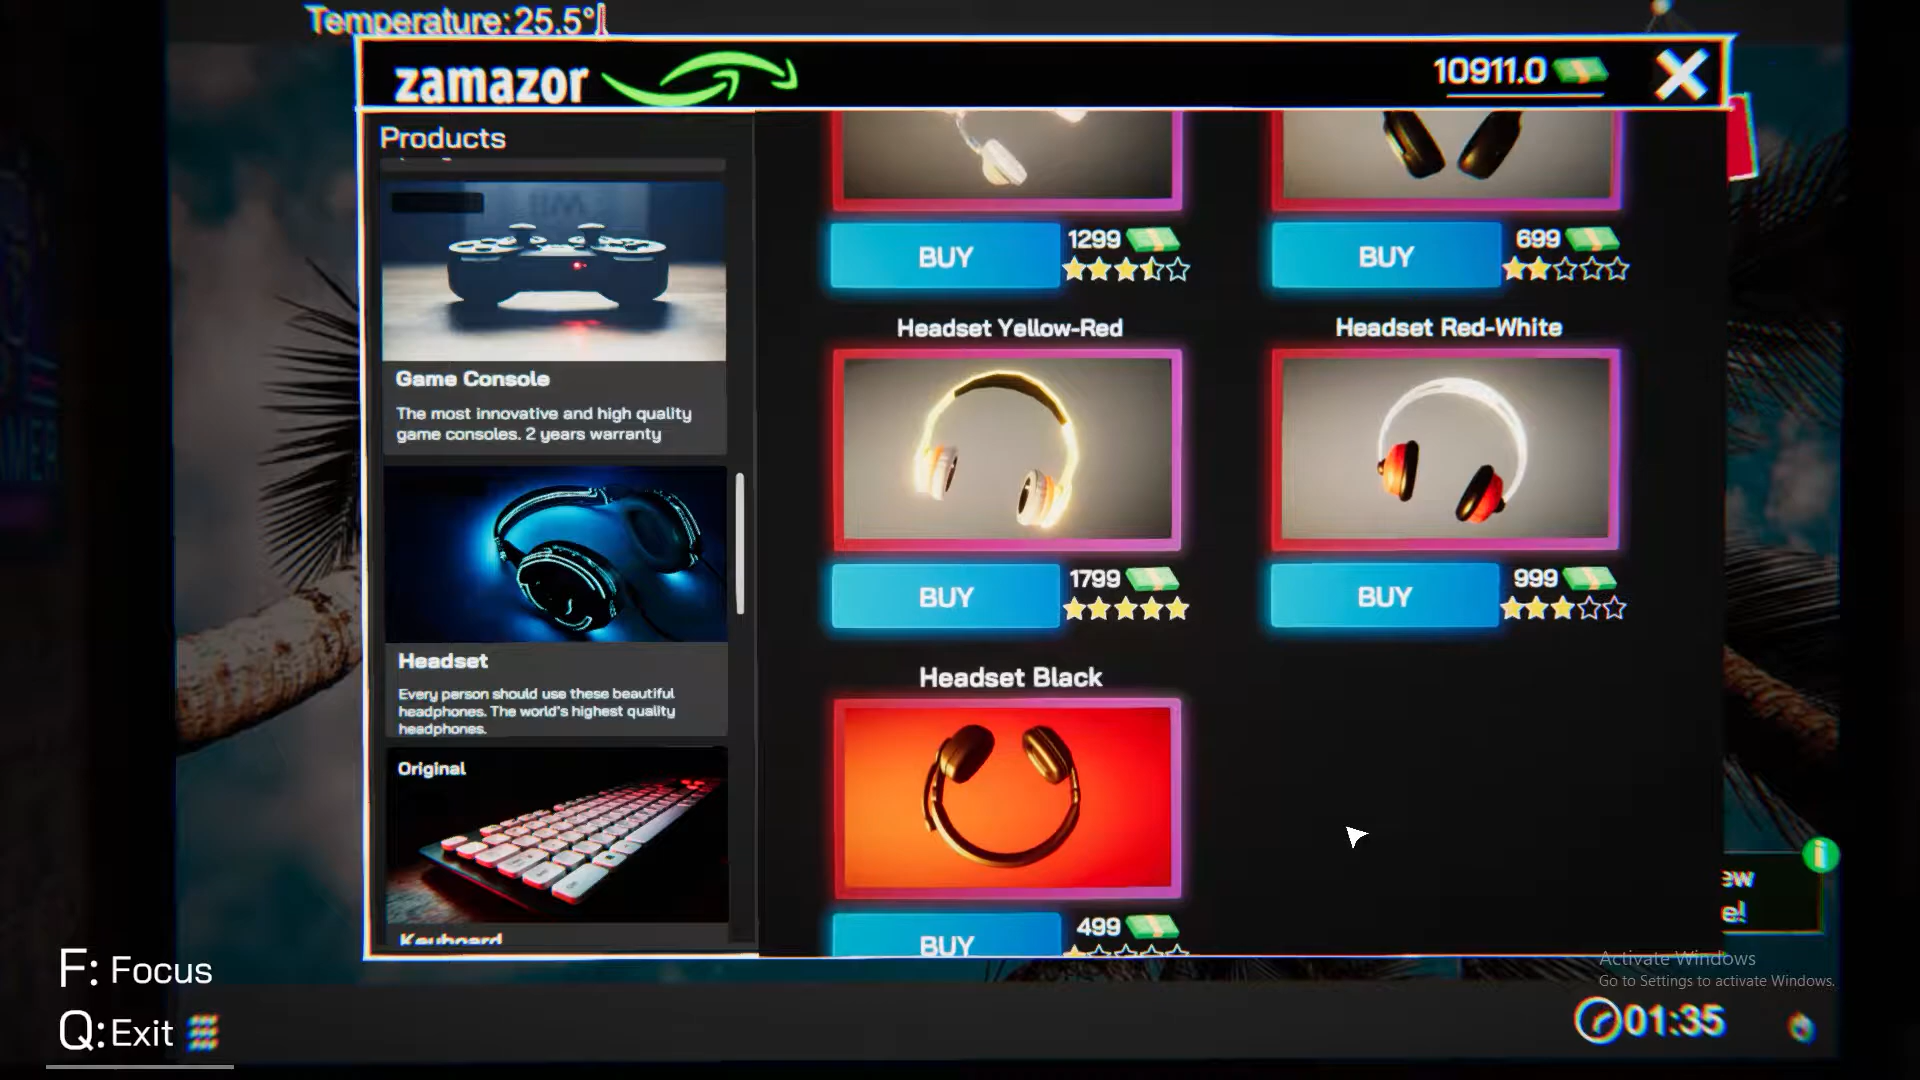 Temperature:25.5°
zamazor
10911.0
Products
Game Console
The most innovative and high quality
game consoles. 2 years warranty
Headset
Every person should use these beautiful
headphones. The world's highest quality
headphones.
Original
Keyboard
BUY
1299
BUY
699
Headset Yellow-Red
BUY
1799
Headset Red-White
BUY
999
Headset Black
BUY
499
ew
e!
Activate Windows
Go to Settings to activate Windows.
F: Focus
Q: Exit
01:35